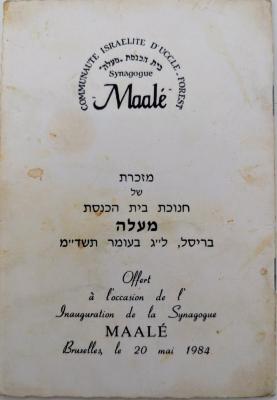 COMMUNAUTE ISRAELITE D'UCCLE-FOREST
בית הכנסת "מעלה"
Synagogue
"Maalé"
מזכרת
של
חנוכת בית הכנסת
מעלה
בריסל, ל״ג בעומר תשד״מ
Offert
à l'occasion de l'
Inauguration de la Synagogue
MAALÉ
Bruxelles, le 20 mai 1984